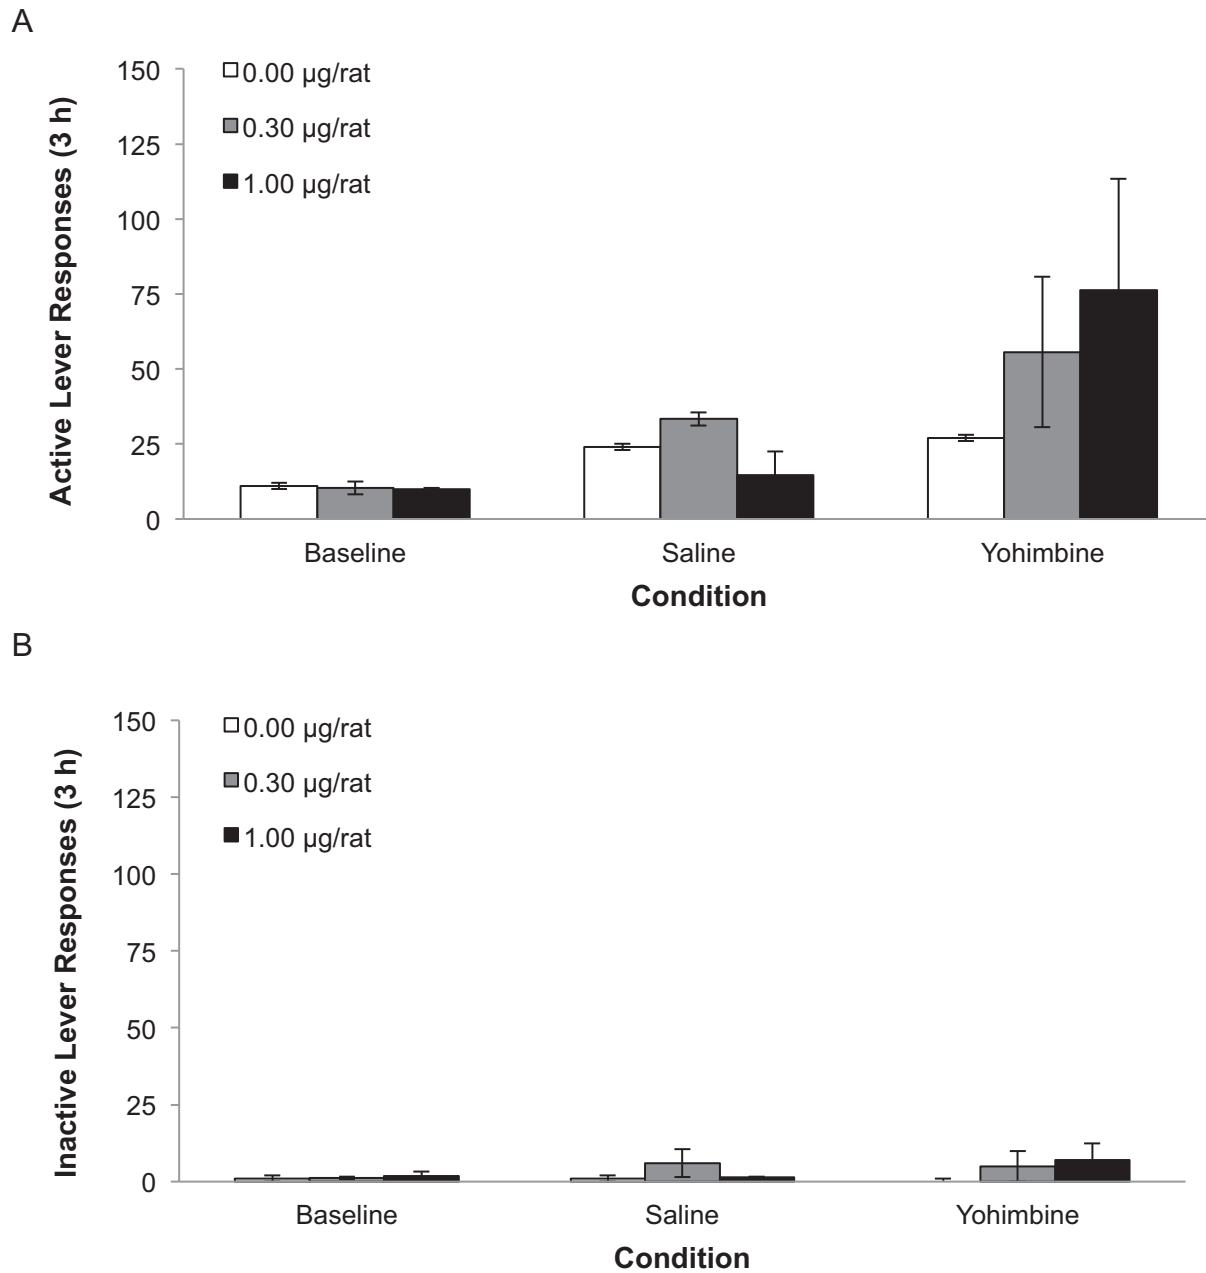 A
Active Lever Responses (3 h)
150
125
100
75
50
25
0
0.00 µg/rat
0.30 µg/rat
1.00 µg/rat
Baseline
Saline
Yohimbine
Condition
B
Inactive Lever Responses (3 h)
150
125
100
75
50
25
0
0.00 µg/rat
0.30 µg/rat
1.00 µg/rat
Baseline
Saline
Yohimbine
Condition